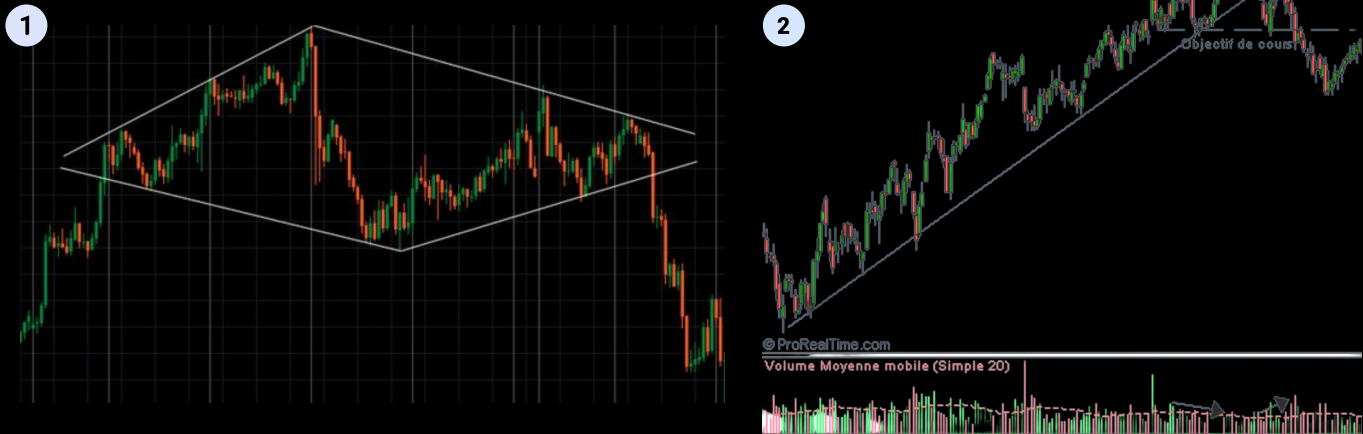 1
2
Objectif de cours
© ProRealTime.com
Volume Moyenne mobile (Simple 20)